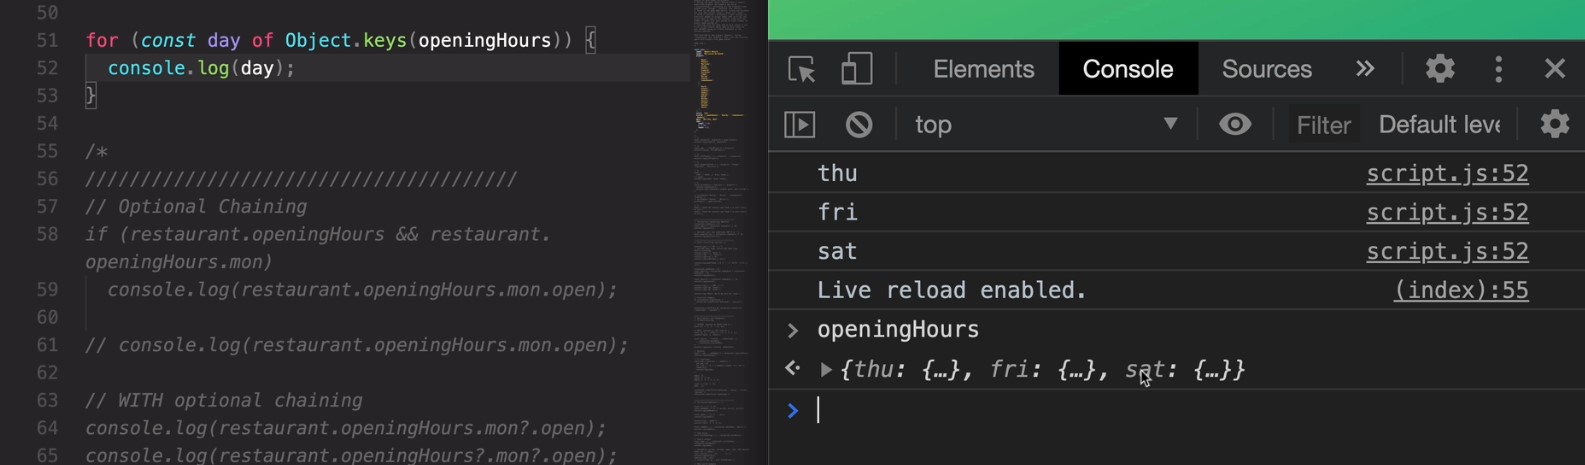 50
51 for (const day of Object.keys(openingHours)) {
52 console.log(day);
53 }
54
55 /*
56 ///////////////////////////////////////
57 // Optional Chaining
58 if (restaurant.openingHours && restaurant.
openingHours.mon)
59 console.log(restaurant.openingHours.mon.open);
60
61 // console.log(restaurant.openingHours.mon.open);
62
63 // WITH optional chaining
64 console.log(restaurant.openingHours.mon?.open);
65 console.log(restaurant.openingHours?.mon?.open);
Elements Console Sources »
top Filter Default leve
thu script.js:52
fri script.js:52
sat script.js:52
Live reload enabled. (index):55
> openingHours
{thu: {…}, fri: {…}, sat: {…}}
>